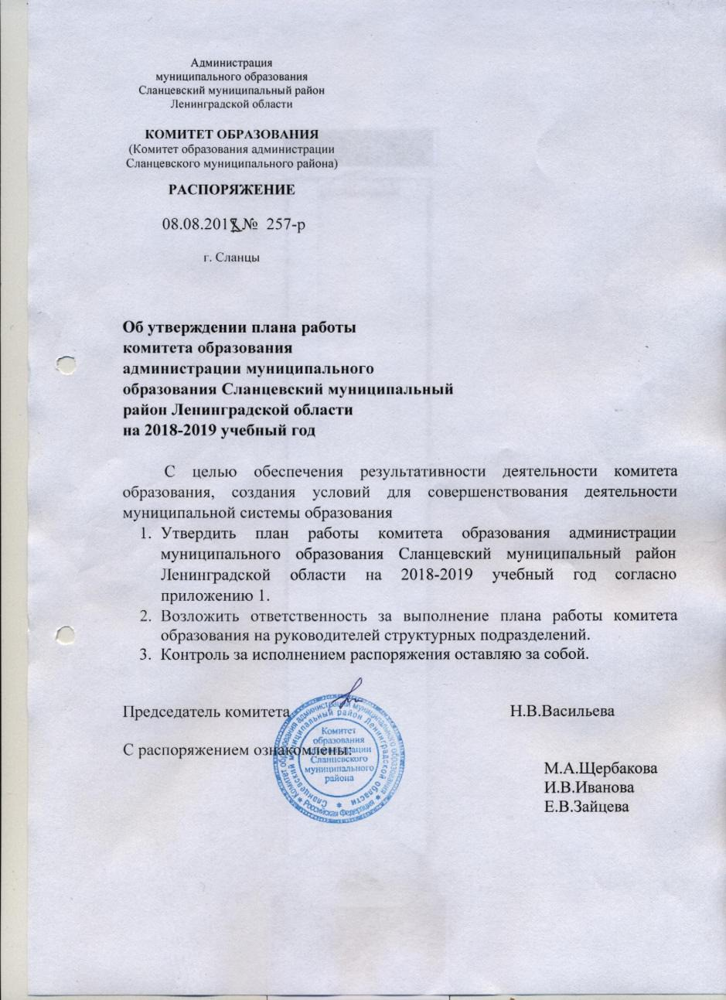 Администрация
муниципального образования
Сланцевский муниципальный район
Ленинградской области
КОМИТЕТ ОБРАЗОВАНИЯ
(Комитет образования администрации
Сланцевского муниципального района)
РАСПОРЯЖЕНИЕ
08.08.2018 № 257-р
г. Сланцы
Об утверждении плана работы
комитета образования
администрации муниципального
образования Сланцевский муниципальный
район Ленинградской области
на 2018-2019 учебный год
С целью обеспечения результативности деятельности комитета
образования, создания условий для совершенствования деятельности
муниципальной системы образования
1. Утвердить план работы комитета образования администрации
муниципального образования Сланцевский муниципальный район
Ленинградской области на 2018-2019 учебный год согласно
приложению 1.
2. Возложить ответственность за выполнение плана работы комитета
образования на руководителей структурных подразделений.
3. Контроль за исполнением распоряжения оставляю за собой.
Председатель комитета Н.В.Васильева
С распоряжением ознакомлены:
М.А.Щербакова
И.В.Иванова
Е.В.Зайцева
Комитет образования администрации муниципального образования
Сланцевский муниципальный район Ленинградской области
Российская Федерация
Комитет
образования
администрации
Сланцевского
муниципального
района